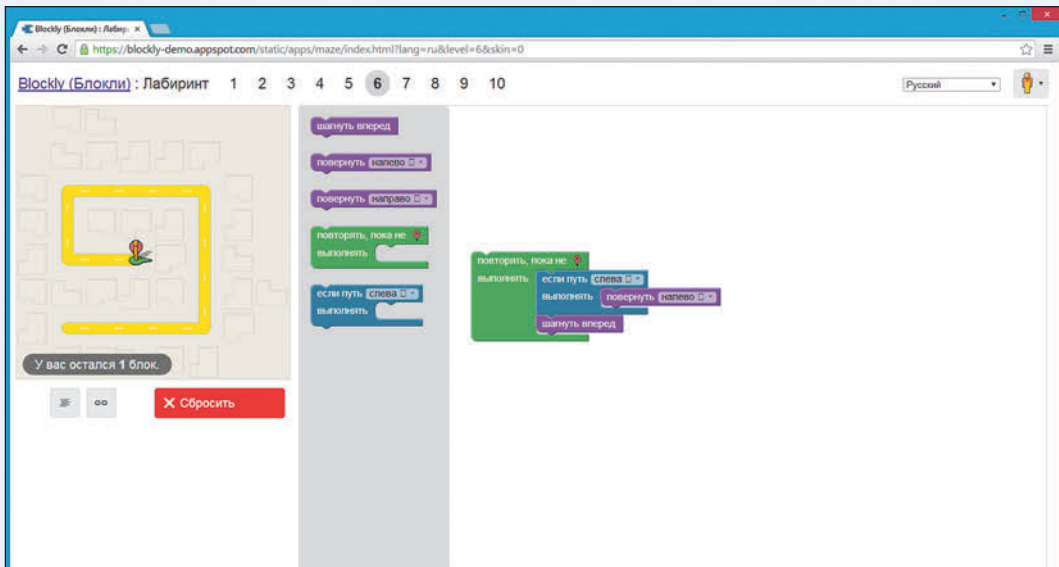 Blockly (Блокли) : Лабир
https://blockly-demo.appspot.com/static/apps/maze/index.html?lang=ru&level=6&skin=0
Blockly (Блокли) : Лабиринт 1 2 3 4 5 6 7 8 9 10
Русский
шагнуть вперед
повернуть налево
повернуть направо
повторять, пока не
выполнять
если путь слева
выполнять
У вас остался 1 блок.
Сбросить
повторять, пока не
выполнять если путь слева
выполнять повернуть налево
шагнуть вперед